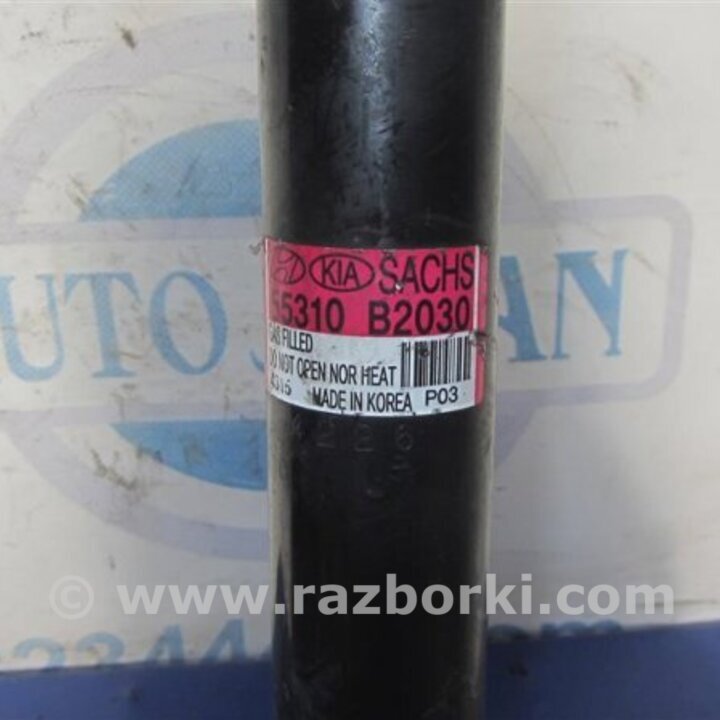 KIA SACHS
55310 B2030
GAS FILLED
DO NOT OPEN NOR HEAT
MADE IN KOREA P03
© www.razborki.com